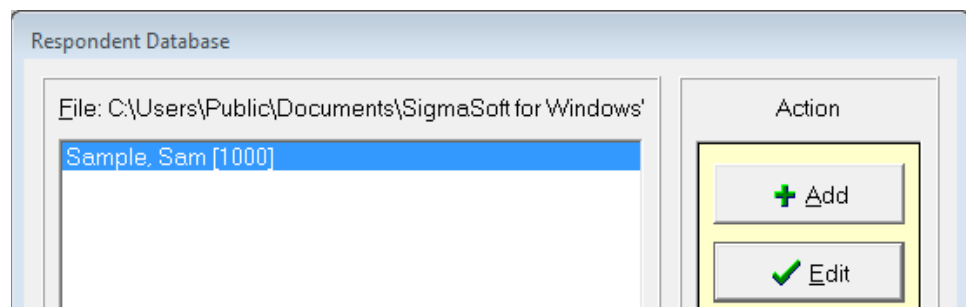 Respondent Database
File: C:\Users\Public\Documents\SigmaSoft for Windows'
Action
Sample, Sam [1000]
Add
Edit